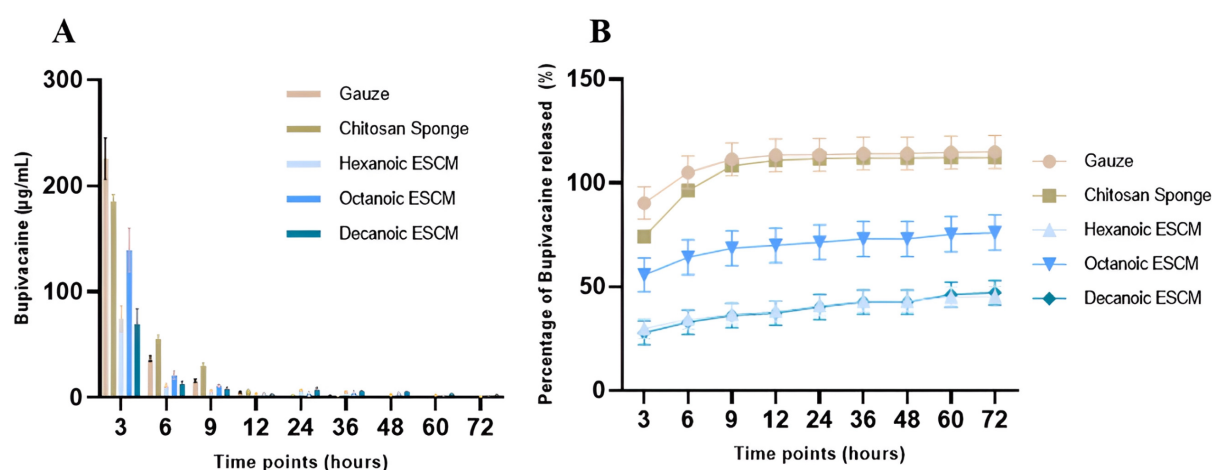 A
Bupivacaine (µg/mL)
300
200
100
0
3 6 9 12 24 36 48 60 72
Time points (hours)
Gauze
Chitosan Sponge
Hexanoic ESCM
Octanoic ESCM
Decanoic ESCM
B
Percentage of Bupivacaine released (%)
150
100
50
0
3 6 9 12 24 36 48 60 72
Time points (hours)
Gauze
Chitosan Sponge
Hexanoic ESCM
Octanoic ESCM
Decanoic ESCM